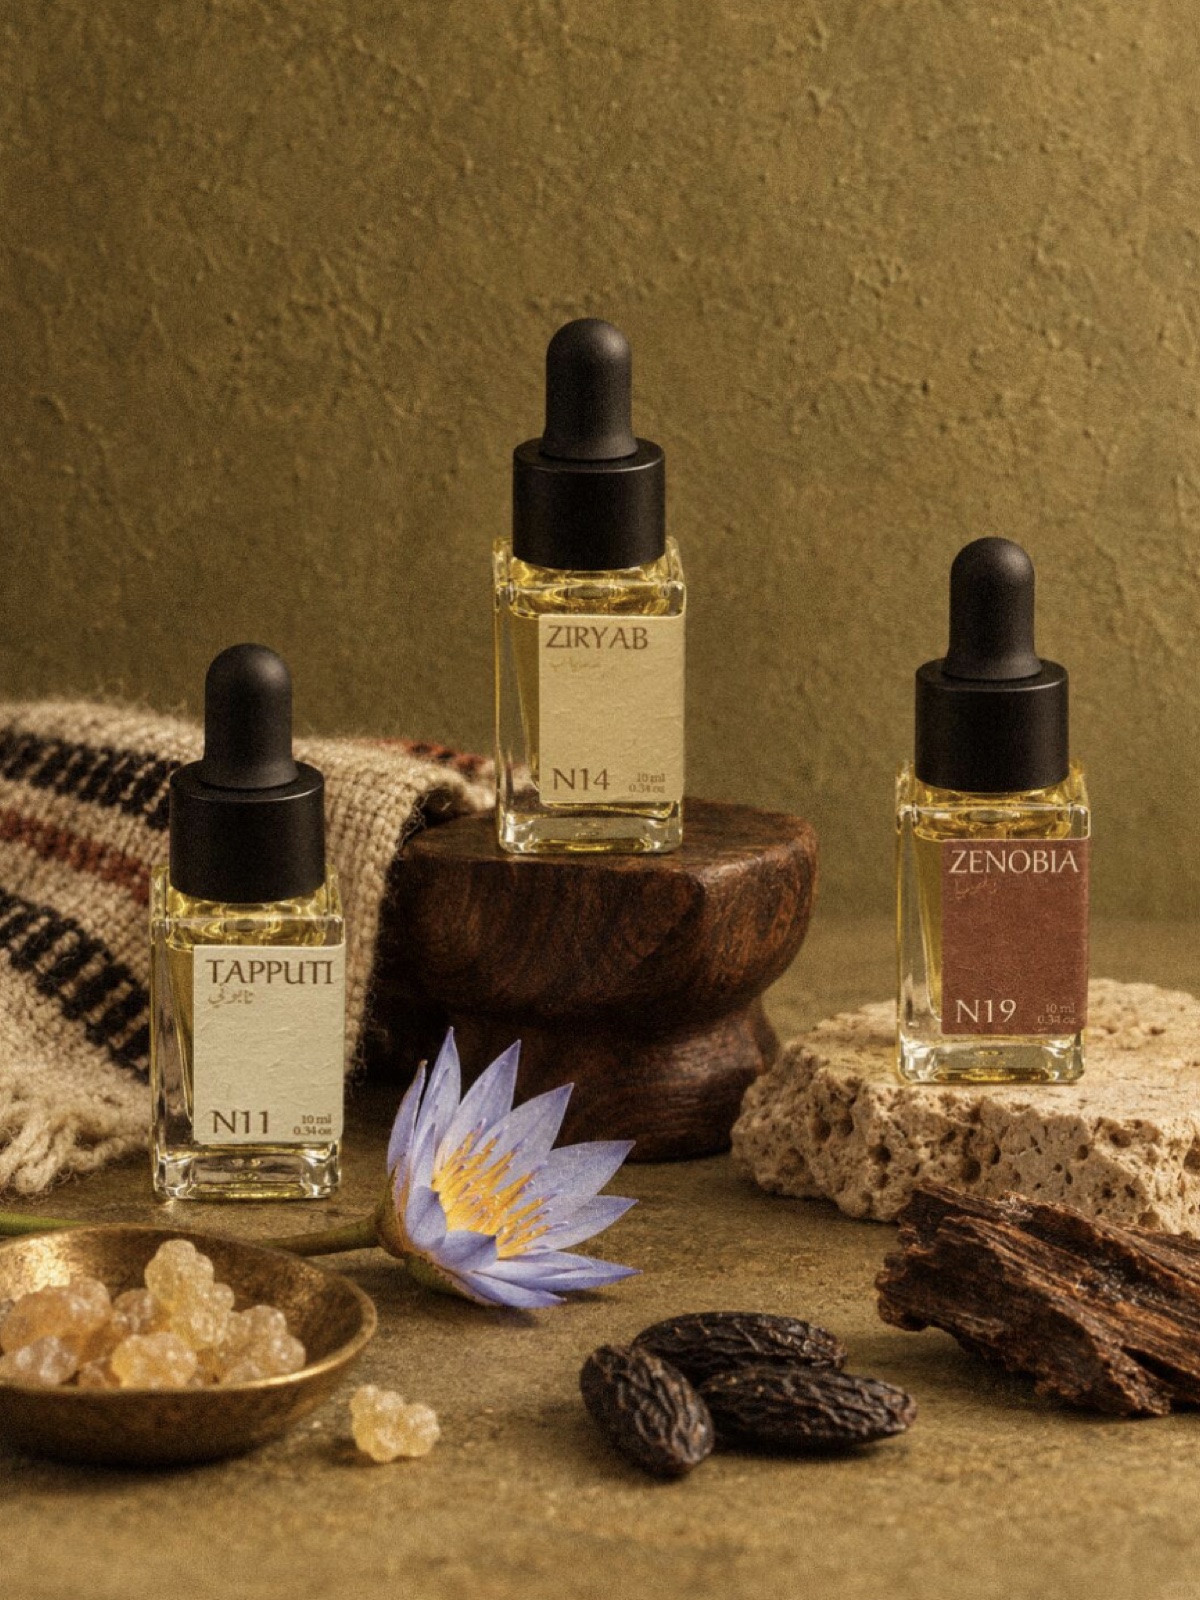 ZIRYAB
N14
10 ml
0.34 oz
ZENOBIA
N19
10 ml
0.34 oz
TAPPUTI
تابوتي
N11
10 ml
0.34 oz